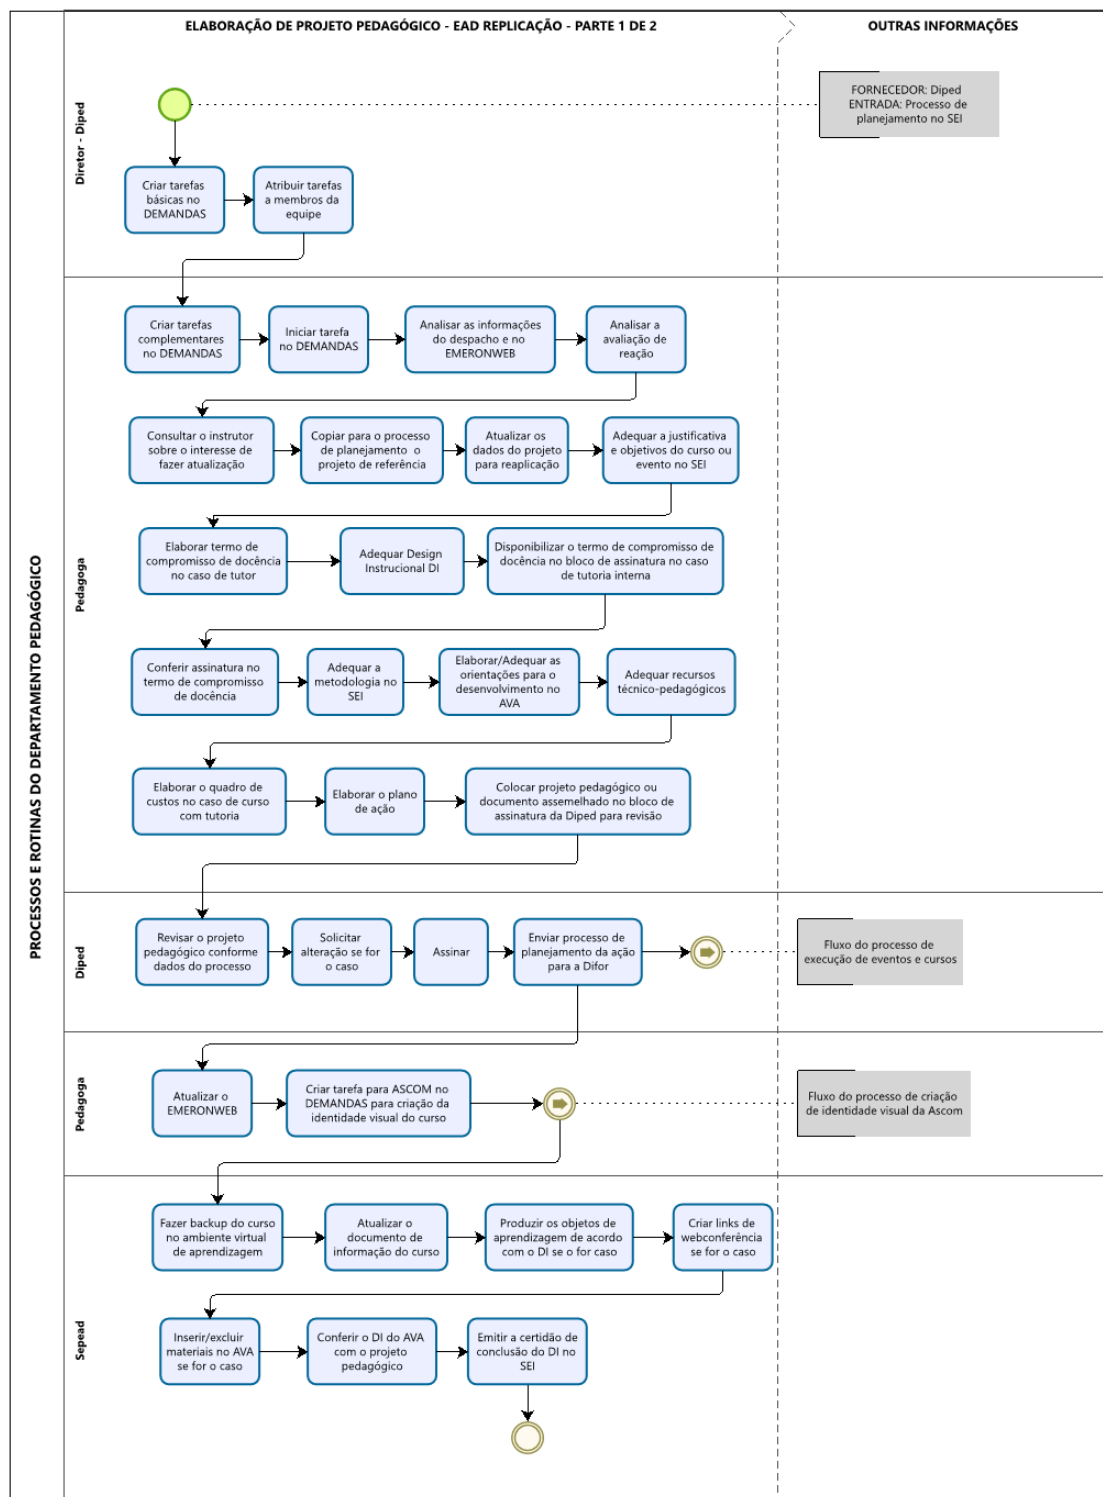 ELABORAÇÃO DE PROJETO PEDAGÓGICO - EAD REPLICAÇÃO - PARTE 1 DE 2
OUTRAS INFORMAÇÕES
PROCESSOS E ROTINAS DO DEPARTAMENTO PEDAGÓGICO
Diretor - Diped
FORNECEDOR: Diped
ENTRADA: Processo de
planejamento no SEI
Criar tarefas
básicas no
DEMANDAS
Atribuir tarefas
a membros da
equipe
Pedagoga
Criar tarefas
complementares
no DEMANDAS
Iniciar tarefa
no DEMANDAS
Analisar as informações
do despacho e no
EMERONWEB
Analisar a
avaliação de
reação
Consultar o instrutor
sobre o interesse de
fazer atualização
Copiar para o processo
de planejamento o
projeto de referência
Atualizar os
dados do projeto
para reaplicação
Adequar a justificativa
e objetivos do curso ou
evento no SEI
Elaborar termo de
compromisso de docência
no caso de tutor
Adequar Design
Instrucional DI
Disponibilizar o termo de compromisso de
docência no bloco de assinatura no caso
de tutoria interna
Conferir assinatura no
termo de compromisso
de docência
Adequar a
metodologia no
SEI
Elaborar/Adequar as
orientações para o
desenvolvimento no
AVA
Adequar recursos
técnico-pedagógicos
Elaborar o quadro de
custos no caso de curso
com tutoria
Elaborar o plano
de ação
Colocar projeto pedagógico ou
documento assemelhado no bloco de
assinatura da Diped para revisão
Diped
Revisar o projeto
pedagógico conforme
dados do processo
Solicitar
alteração se for
o caso
Assinar
Enviar processo de
planejamento da ação
para a Difor
Fluxo do processo de
execução de eventos e cursos
Pedagoga
Atualizar o
EMERONWEB
Criar tarefa para ASCOM no
DEMANDAS para criação da
identidade visual do curso
Fluxo do processo de criação
de identidade visual da Ascom
Sepead
Fazer backup do curso
no ambiente virtual
de aprendizagem
Atualizar o
documento de
informação do curso
Produzir os objetos de
aprendizagem de acordo
com o DI se o for caso
Criar links de
webconferência
se for o caso
Inserir/excluir
materiais no AVA
se for o caso
Conferir o DI do AVA
com o projeto
pedagógico
Emitir a certidão de
conclusão do DI no
SEI